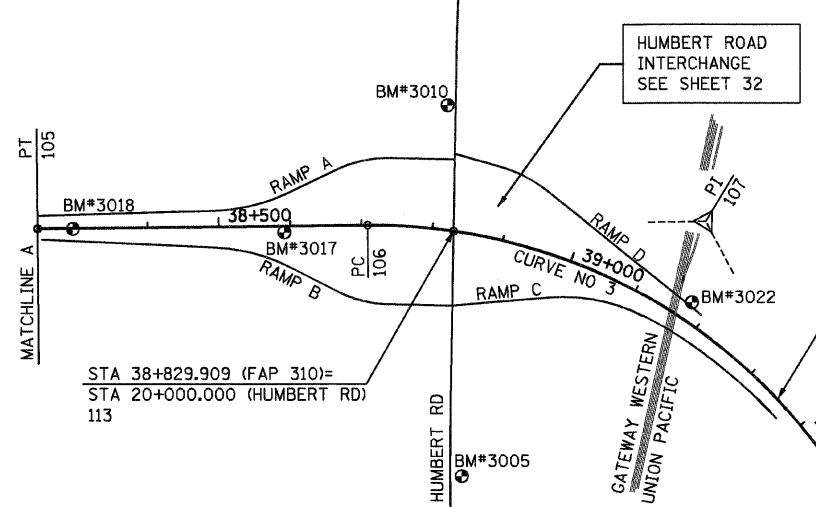 HUMBERT ROAD
INTERCHANGE
SEE SHEET 32
BM#3010
PT
105
RAMP A
PI
107
BM#3018
38+500
BM#3017
RAMP D
MATCHLINE A
RAMP B
PC
106
CURVE NO 3
39+000
RAMP C
BM#3022
STA 38+829.909 (FAP 310)=
STA 20+000.000 (HUMBERT RD)
113
HUMBERT RD
BM#3005
GATEWAY WESTERN
UNION PACIFIC